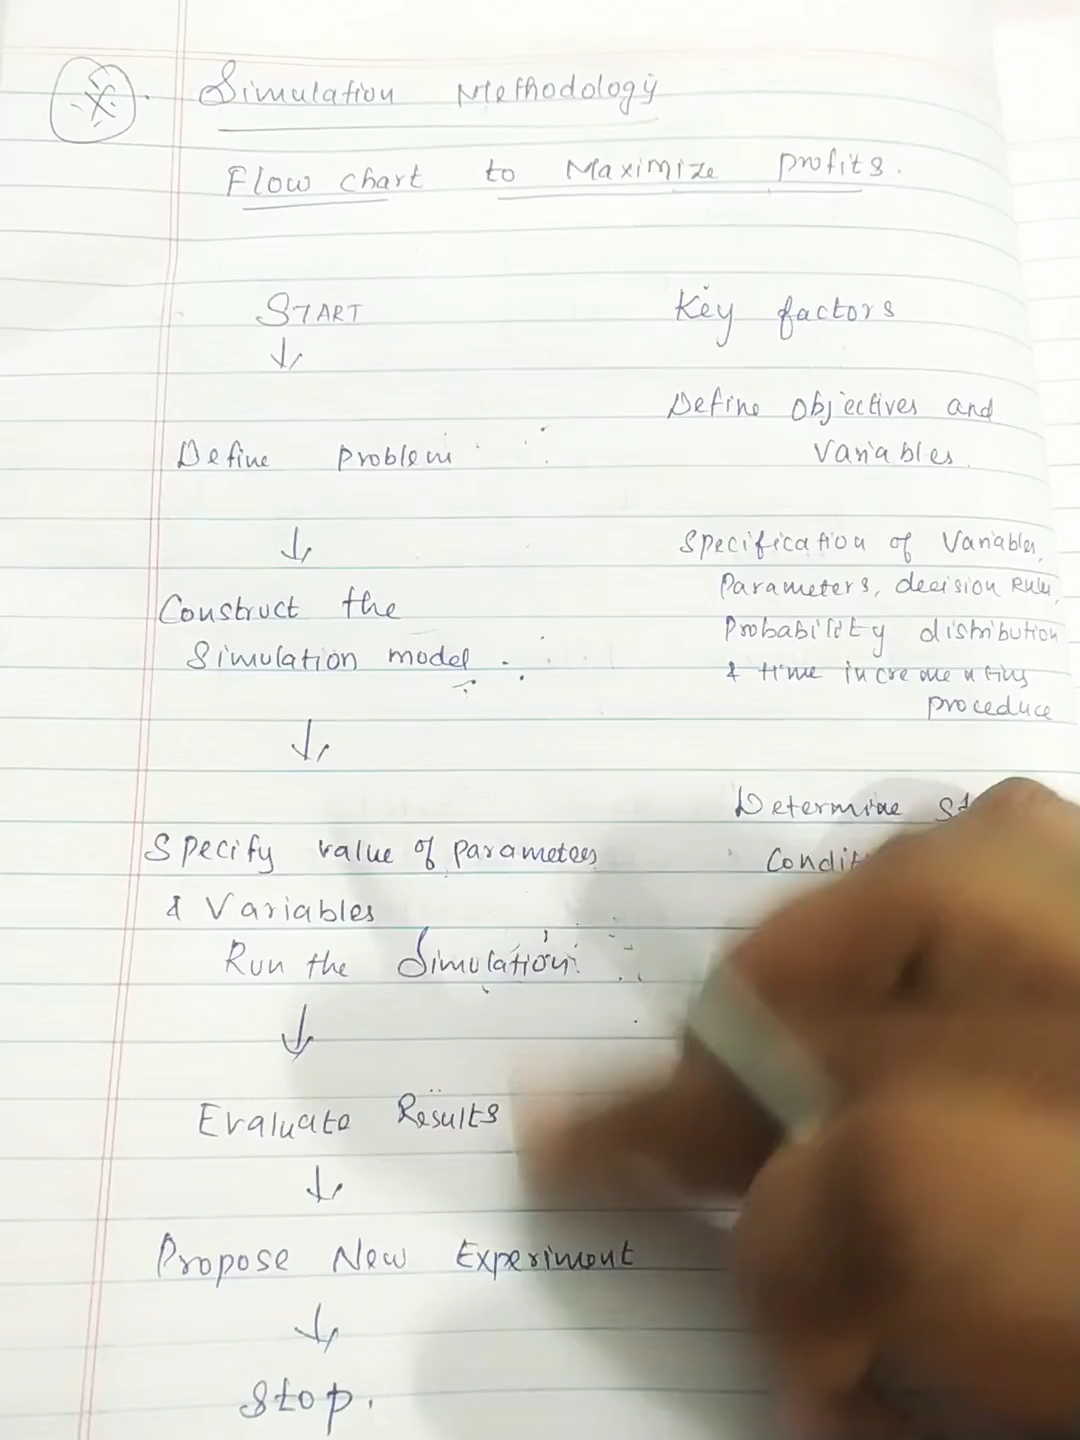 Simulation Methodology
Flow chart to Maximize profits.
START
Key factors
↓
Define objectives and
Variables.
Define problem
↓
Specification of Variables,
Parameters, decision Rule,
Probability distribution
& time incrementing
proceduce
Construct the
Simulation model.
↓
Determine
Specify value of parameters
& Variables
Run the Simulation
↓
Evaluate Results
↓
Propose New Experiment
↓
Stop.